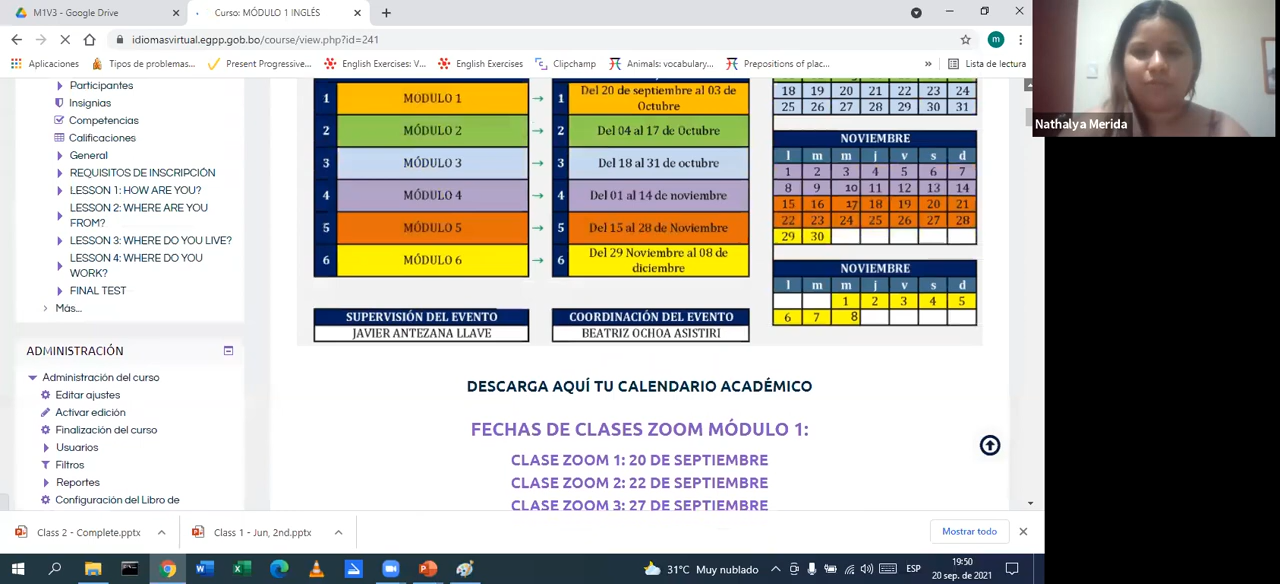 M1V3 - Google Drive
Curso: MÓDULO 1 INGLÉS
idiomasvirtual.egpp.gob.bo/course/view.php?id=241
m
Aplicaciones
Tipos de problemas...
Present Progressive...
English Exercises: V...
English Exercises
Clipchamp
Animals: vocabulary...
Prepositions of plac...
»
Lista de lectura
Participantes
Insignias
Competencias
Calificaciones
General
REQUISITOS DE INSCRIPCIÓN
LESSON 1: HOW ARE YOU?
LESSON 2: WHERE ARE YOU
FROM?
LESSON 3: WHERE DO YOU LIVE?
LESSON 4: WHERE DO YOU
WORK?
FINAL TEST
Más...
ADMINISTRACIÓN
Administración del curso
Editar ajustes
Activar edición
Finalización del curso
Usuarios
Filtros
Reportes
Configuración del Libro de
1 MODULO 1 → 1 Del 20 de septiembre al 03 de
Octubre
2 MÓDULO 2 → 2 Del 04 al 17 de Octubre
3 MÓDULO 3 → 3 Del 18 al 31 de octubre
4 MÓDULO 4 → 4 Del 01 al 14 de noviembre
5 MÓDULO 5 → 5 Del 15 al 28 de Noviembre
6 MÓDULO 6 → 6 Del 29 Noviembre al 08 de
diciembre
SUPERVISIÓN DEL EVENTO
JAVIER ANTEZANA LLAVE
COORDINACIÓN DEL EVENTO
BEATRIZ OCHOA ASISTIRI
18 19 20 21 22 23 24
25 26 27 28 29 30 31
NOVIEMBRE
l m m j v s d
1 2 3 4 5 6 7
8 9 10 11 12 13 14
15 16 17 18 19 20 21
22 23 24 25 26 27 28
29 30
NOVIEMBRE
l m m j v s d
1 2 3 4 5
6 7 8
DESCARGA AQUÍ TU CALENDARIO ACADÉMICO
FECHAS DE CLASES ZOOM MÓDULO 1:
CLASE ZOOM 1: 20 DE SEPTIEMBRE
CLASE ZOOM 2: 22 DE SEPTIEMBRE
CLASE ZOOM 3: 27 DE SEPTIEMBRE
Nathalya Merida
Class 2 - Complete.pptx
Class 1 - Jun, 2nd.pptx
Mostrar todo
31°C Muy nublado
ESP
19:50
20 sep. de 2021